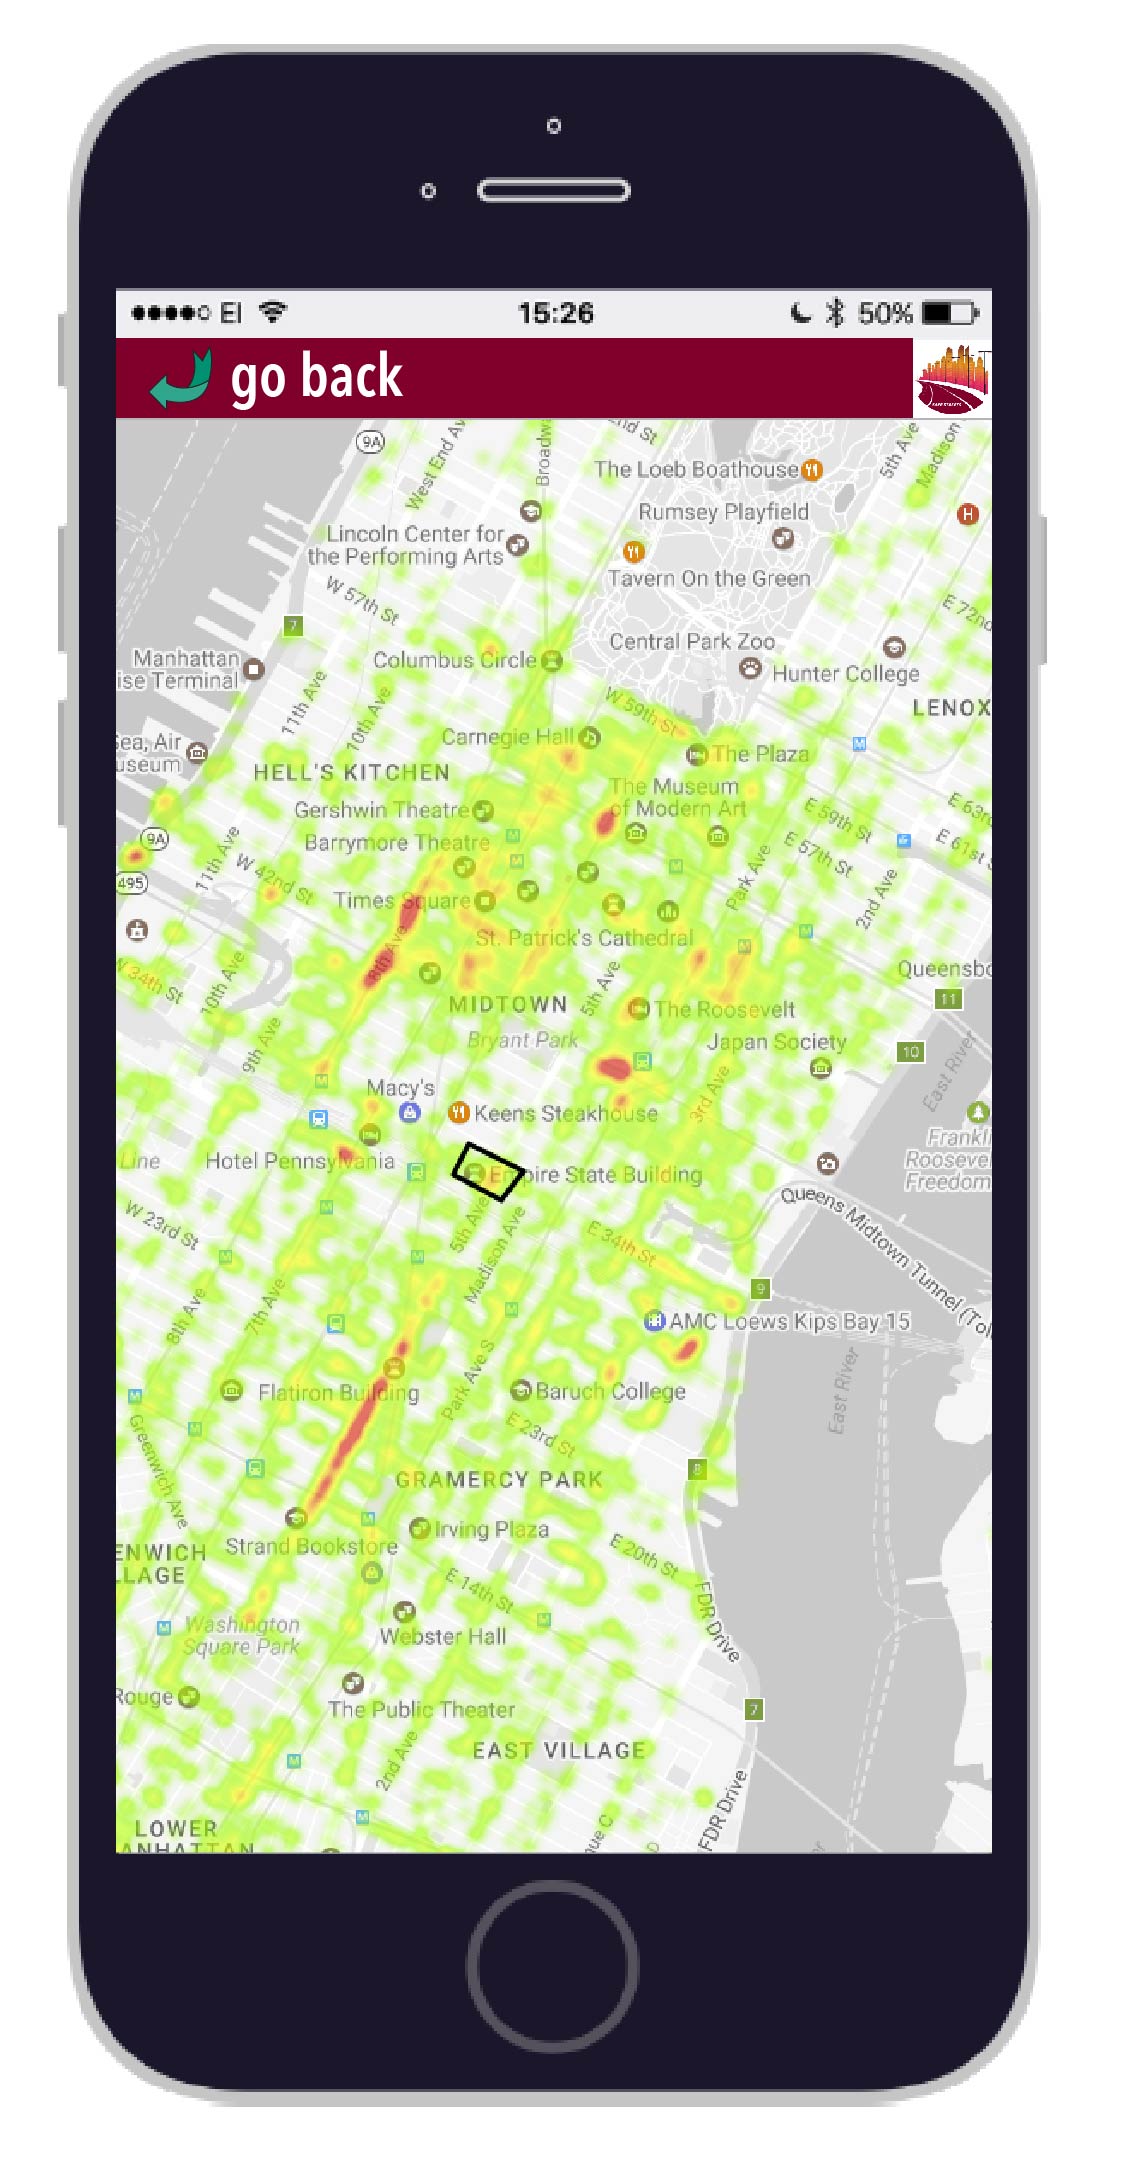 EI
15:26
50%
go back
9A
West End Av
Broadw
nd St
The Loeb Boathouse
5th Ave
Madison
Rumsey Playfield
H
Lincoln Center for
the Performing Arts
Tavern On the Green
W 57th St
E 72nd
7
Central Park Zoo
Manhattan
ise Terminal
Columbus Circle
Hunter College
11th Ave
10th Ave
W 59th St
LENOX
Sea, Air
useum
Carnegie Hall
The Plaza
M
HELL'S KITCHEN
The Museum
of Modern Art
Gershwin Theatre
E 59th St
E 63rd
9A
Barrymore Theatre
E 57th St
E 61st S
11th Ave
W 42nd St
Park Ave
2nd Ave
495
Times Square
8th Ave
St. Patrick's Cathedral
W 34th St
10th Ave
5th Ave
Queensbo
MIDTOWN
The Roosevelt
11
Bryant Park
Japan Society
10
9th Ave
East River
Macy's
3rd Ave
Keens Steakhouse
Frankli
Roosevel
Freedom
Line
Hotel Pennsylvania
Empire State Building
W 23rd St
5th Ave
Madison Ave
E 34th St
Queens Midtown Tunnel (Tol
9
8th Ave
7th Ave
AMC Loews Kips Bay 15
East River
Park Ave S
Flatiron Building
Baruch College
Greenwich Ave
E 23rd St
8
GRAMERCY PARK
Strand Bookstore
Irving Plaza
ENWICH
LLAGE
E 20th St
E 14th St
FDR Drive
Washington
Square Park
Webster Hall
Rouge
The Public Theater
7
2nd Ave
EAST VILLAGE
FDR Drive
LOWER
ANHATTAN
nue C
D